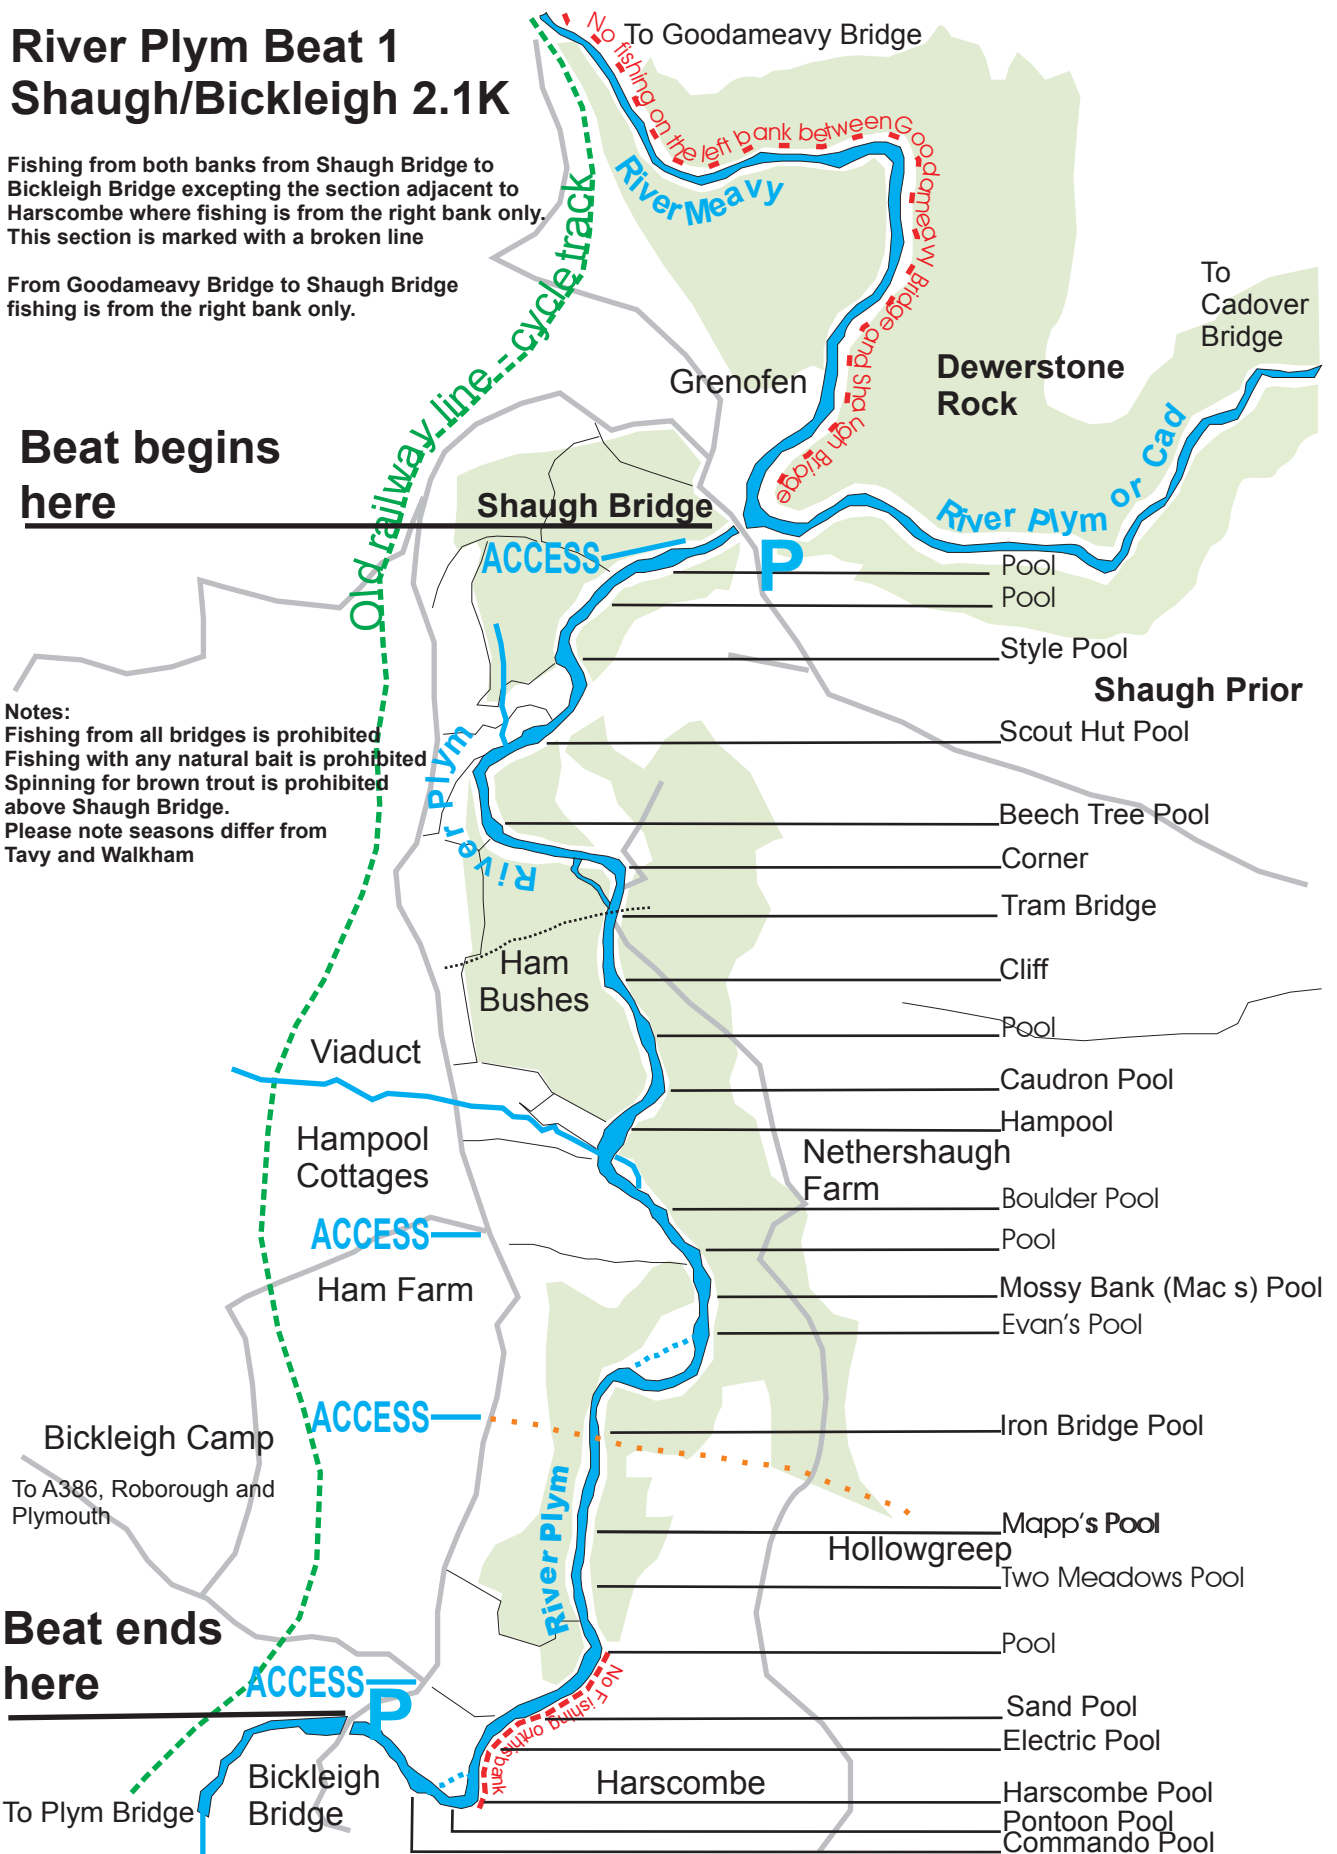 River Plym Beat 1
Shaugh/Bickleigh 2.1K
Fishing from both banks from Shaugh Bridge to
Bickleigh Bridge excepting the section adjacent to
Harscombe where fishing is from the right bank only.
This section is marked with a broken line
From Goodameavy Bridge to Shaugh Bridge
fishing is from the right bank only.
To Goodameavy Bridge
No fishing on the left bank between Goodameavy Bridge and Shaugh Bridge
River Meavy
Old railway line - cycle track
To
Cadover
Bridge
Grenofen
Dewerstone
Rock
River Plym or Cad
Beat begins
here
Shaugh Bridge
ACCESS
P
Pool
Pool
Style Pool
Shaugh Prior
Notes:
Fishing from all bridges is prohibited
Fishing with any natural bait is prohibited
Spinning for brown trout is prohibited
above Shaugh Bridge.
Please note seasons differ from
Tavy and Walkham
Scout Hut Pool
River Plym
Beech Tree Pool
Corner
Tram Bridge
Ham
Bushes
Cliff
Pool
Viaduct
Caudron Pool
Hampool
Hampool
Cottages
Nethershaugh
Farm
Boulder Pool
ACCESS
Pool
Ham Farm
Mossy Bank (Mac s) Pool
Evan's Pool
ACCESS
Iron Bridge Pool
Bickleigh Camp
To A386, Roborough and
Plymouth
River Plym
Mapp's Pool
Hollowgreep
Two Meadows Pool
Beat ends
here
Pool
ACCESS
P
No Fishing on this bank
Sand Pool
Electric Pool
Bickleigh
Bridge
Harscombe
Harscombe Pool
To Plym Bridge
Pontoon Pool
Commando Pool